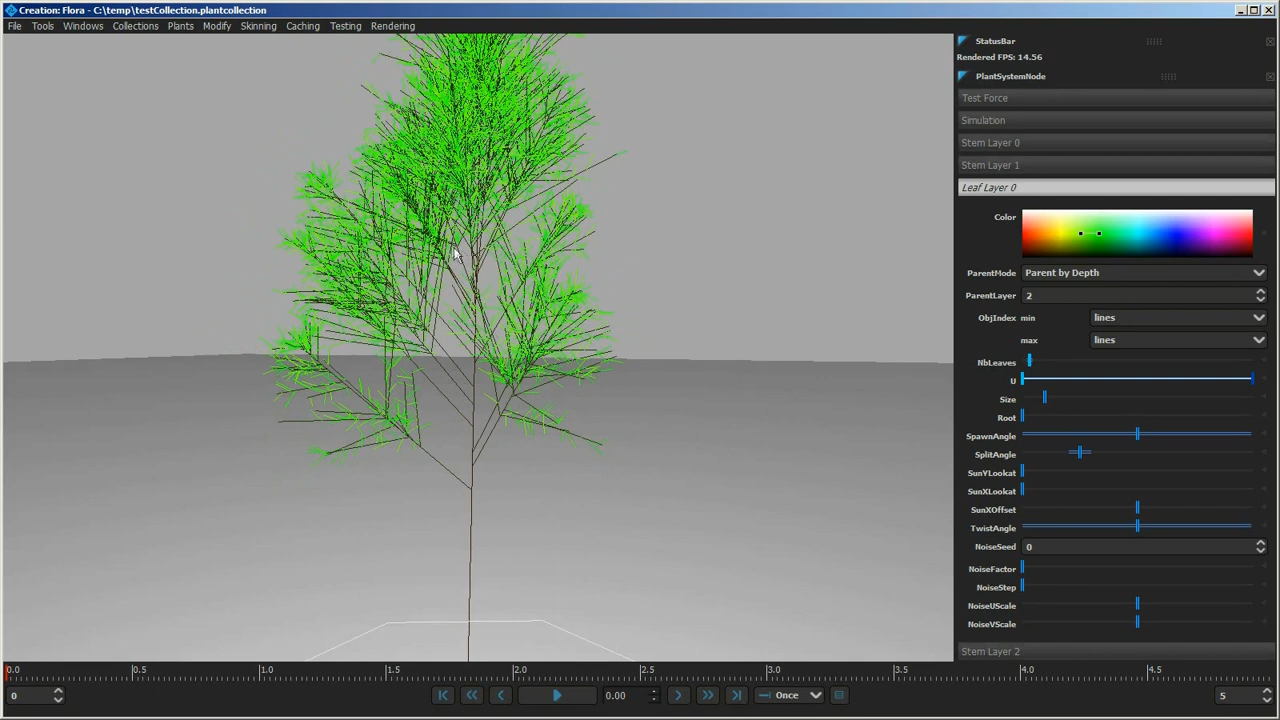 Creation: Flora - C:\temp\testCollection.plantcollection
File Tools Windows Collections Plants Modify Skinning Caching Testing Rendering
StatusBar
Rendered FPS: 14.56
PlantSystemNode
Test Force
Simulation
Stem Layer 0
Stem Layer 1
Leaf Layer 0
Color
ParentMode Parent by Depth
ParentLayer 2
ObjIndex min lines
max lines
NbLeaves
U
Size
Root
SpawnAngle
SplitAngle
SunYLookat
SunXLookat
SunXOffset
TwistAngle
NoiseSeed 0
NoiseFactor
NoiseStep
NoiseUScale
NoiseVScale
Stem Layer 2
0.0 0.5 1.0 1.5 2.0 2.5 3.0 3.5 4.0 4.5
0 0.00 Once 5